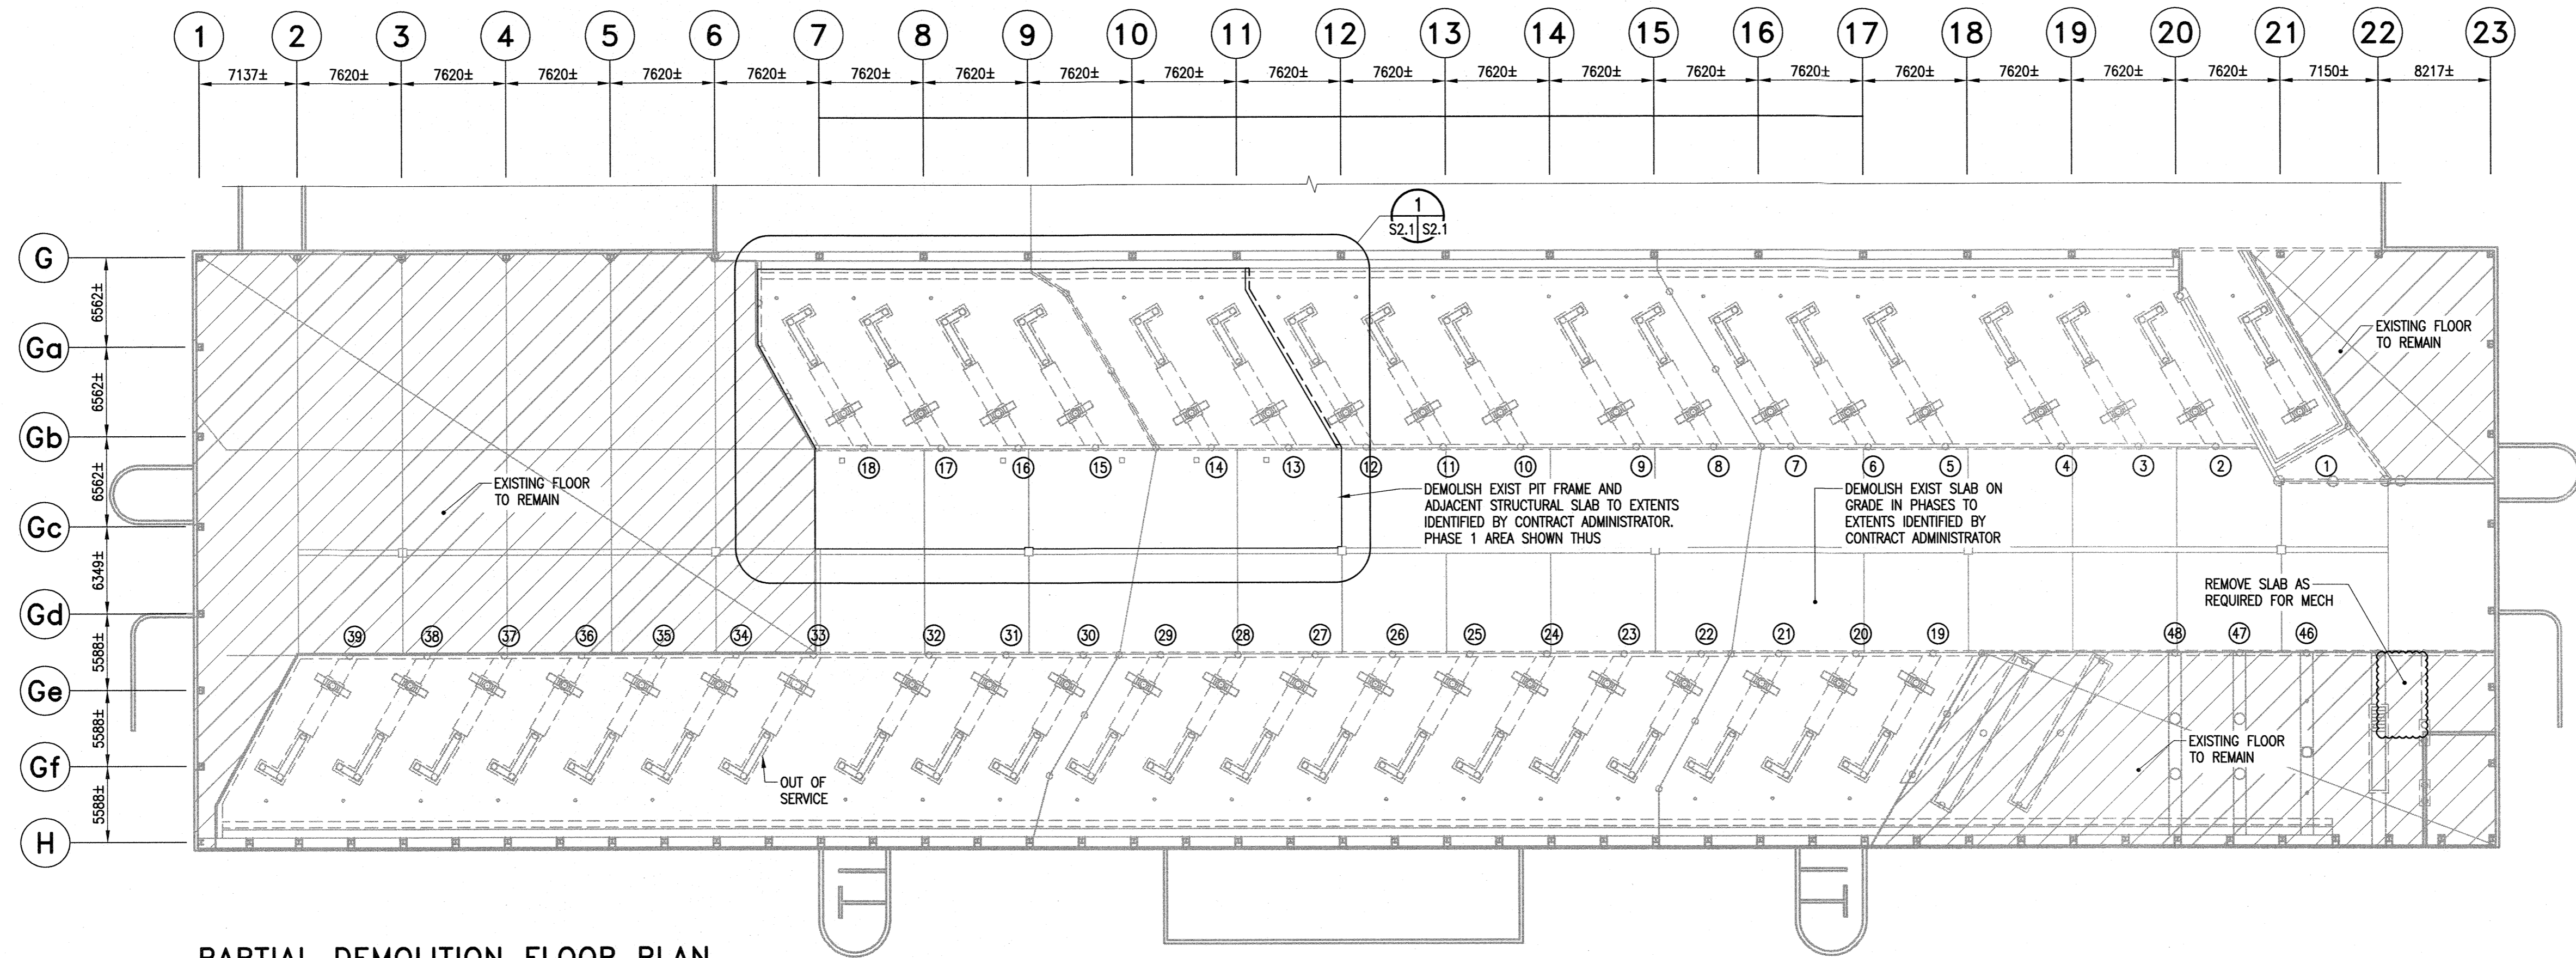 1 2 3 4 5 6 7 8 9 10 11 12 13 14 15 16 17 18 19 20 21 22 23
7137± 7620± 7620± 7620± 7620± 7620± 7620± 7620± 7620± 7620± 7620± 7620± 7620± 7620± 7620± 7620± 7620± 7620± 7620± 7620± 7150± 8217±
1
S2.1 S2.1
G
6562±
Ga
6562±
Gb
6562±
Gc
6349±
Gd
5588±
Ge
5588±
Gf
5588±
H
EXISTING FLOOR
TO REMAIN
18 17 16 15 14 13 12 11 10 9 8 7 6 5 4 3 2 1
EXISTING FLOOR
TO REMAIN
DEMOLISH EXIST PIT FRAME AND
ADJACENT STRUCTURAL SLAB TO EXTENTS
IDENTIFIED BY CONTRACT ADMINISTRATOR.
PHASE 1 AREA SHOWN THUS
DEMOLISH EXIST SLAB ON
GRADE IN PHASES TO
EXTENTS IDENTIFIED BY
CONTRACT ADMINISTRATOR
REMOVE SLAB AS
REQUIRED FOR MECH
39 38 37 36 35 34 33 32 31 30 29 28 27 26 25 24 23 22 21 20 19 48 47 46
EXISTING FLOOR
TO REMAIN
OUT OF
SERVICE
PARTIAL DEMOLITION FLOOR PLAN